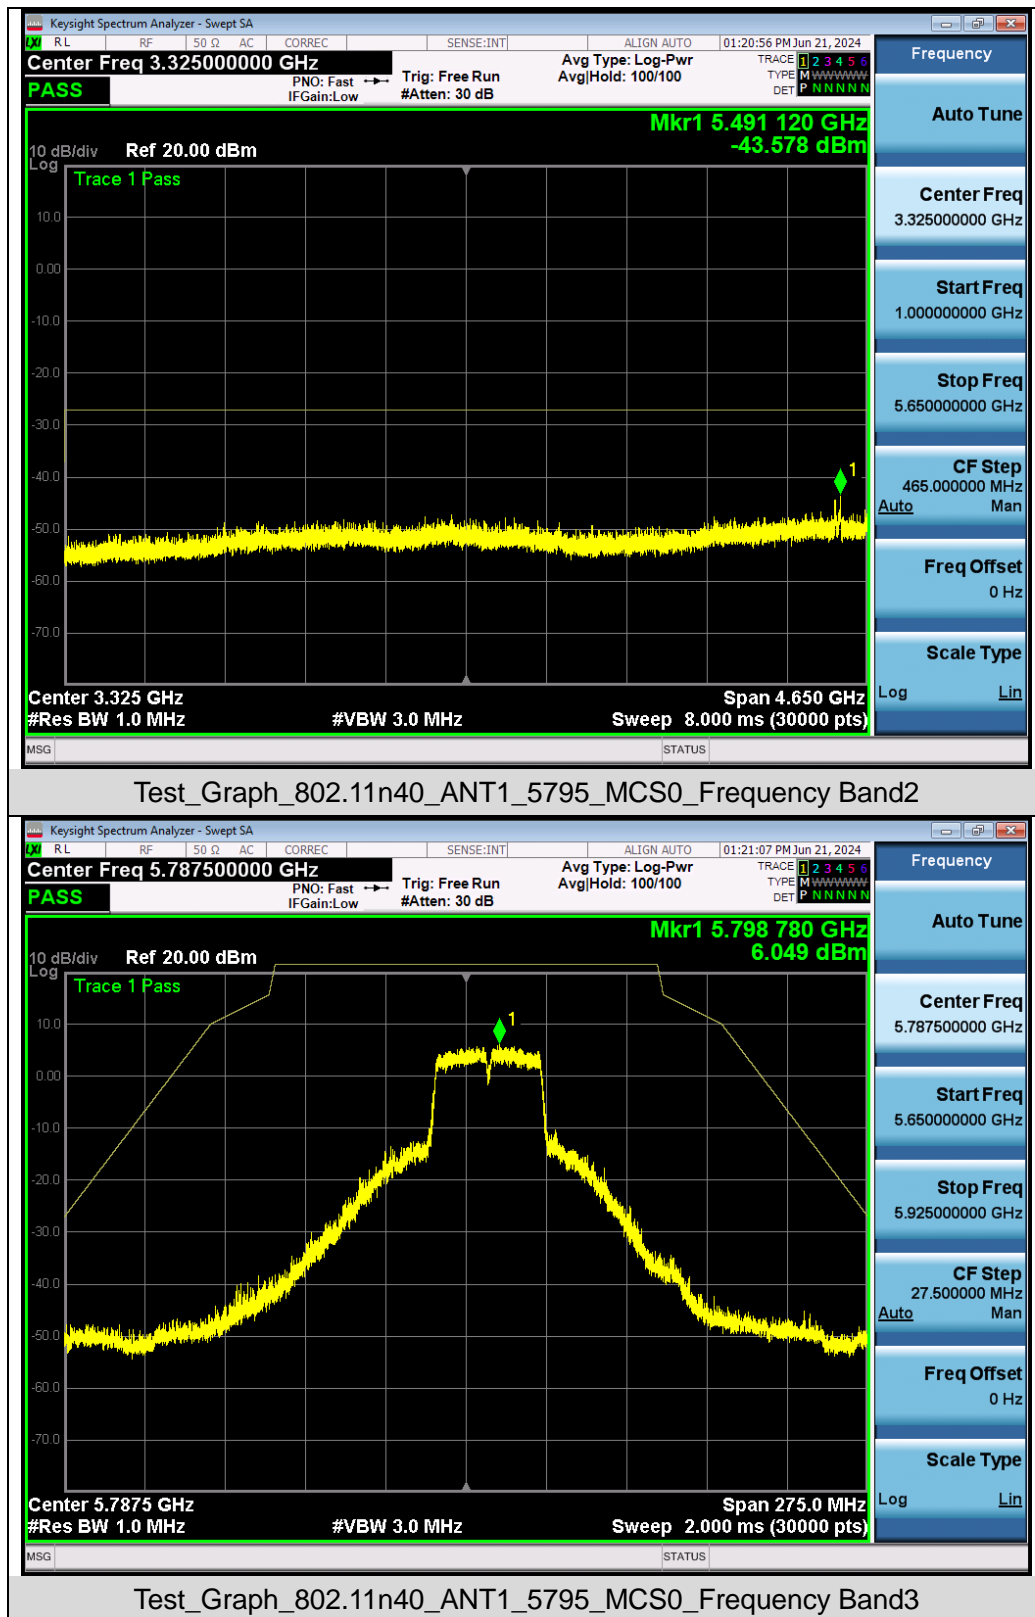 Keysight Spectrum Analyzer - Swept SA
LXI RL RF 50 Ω AC CORREC SENSE:INT ALIGN AUTO 01:20:56 PM Jun 21, 2024
Center Freq 3.325000000 GHz
PNO: Fast
IFGain:Low
Trig: Free Run
#Atten: 30 dB
Avg Type: Log-Pwr
Avg|Hold: 100/100
TRACE 1 2 3 4 5 6
TYPE M WWWWW
DET P N N N N N
PASS
Mkr1 5.491 120 GHz
-43.578 dBm
10 dB/div Ref 20.00 dBm
Log
Trace 1 Pass
10.0
0.00
-10.0
-20.0
-30.0
-40.0
1
-50.0
-60.0
-70.0
Center 3.325 GHz Span 4.650 GHz
#Res BW 1.0 MHz #VBW 3.0 MHz Sweep 8.000 ms (30000 pts)
MSG STATUS
Frequency
Auto Tune
Center Freq
3.325000000 GHz
Start Freq
1.000000000 GHz
Stop Freq
5.650000000 GHz
CF Step
465.000000 MHz
Auto Man
Freq Offset
0 Hz
Scale Type
Log Lin
Test_Graph_802.11n40_ANT1_5795_MCS0_Frequency Band2
Keysight Spectrum Analyzer - Swept SA
LXI RL RF 50 Ω AC CORREC SENSE:INT ALIGN AUTO 01:21:07 PM Jun 21, 2024
Center Freq 5.787500000 GHz
PNO: Fast
IFGain:Low
Trig: Free Run
#Atten: 30 dB
Avg Type: Log-Pwr
Avg|Hold: 100/100
TRACE 1 2 3 4 5 6
TYPE M WWWWW
DET P N N N N N
PASS
Mkr1 5.798 780 GHz
6.049 dBm
10 dB/div Ref 20.00 dBm
Log
Trace 1 Pass
10.0
1
0.00
-10.0
-20.0
-30.0
-40.0
-50.0
-60.0
-70.0
Center 5.7875 GHz Span 275.0 MHz
#Res BW 1.0 MHz #VBW 3.0 MHz Sweep 2.000 ms (30000 pts)
MSG STATUS
Frequency
Auto Tune
Center Freq
5.787500000 GHz
Start Freq
5.650000000 GHz
Stop Freq
5.925000000 GHz
CF Step
27.500000 MHz
Auto Man
Freq Offset
0 Hz
Scale Type
Log Lin
Test_Graph_802.11n40_ANT1_5795_MCS0_Frequency Band3